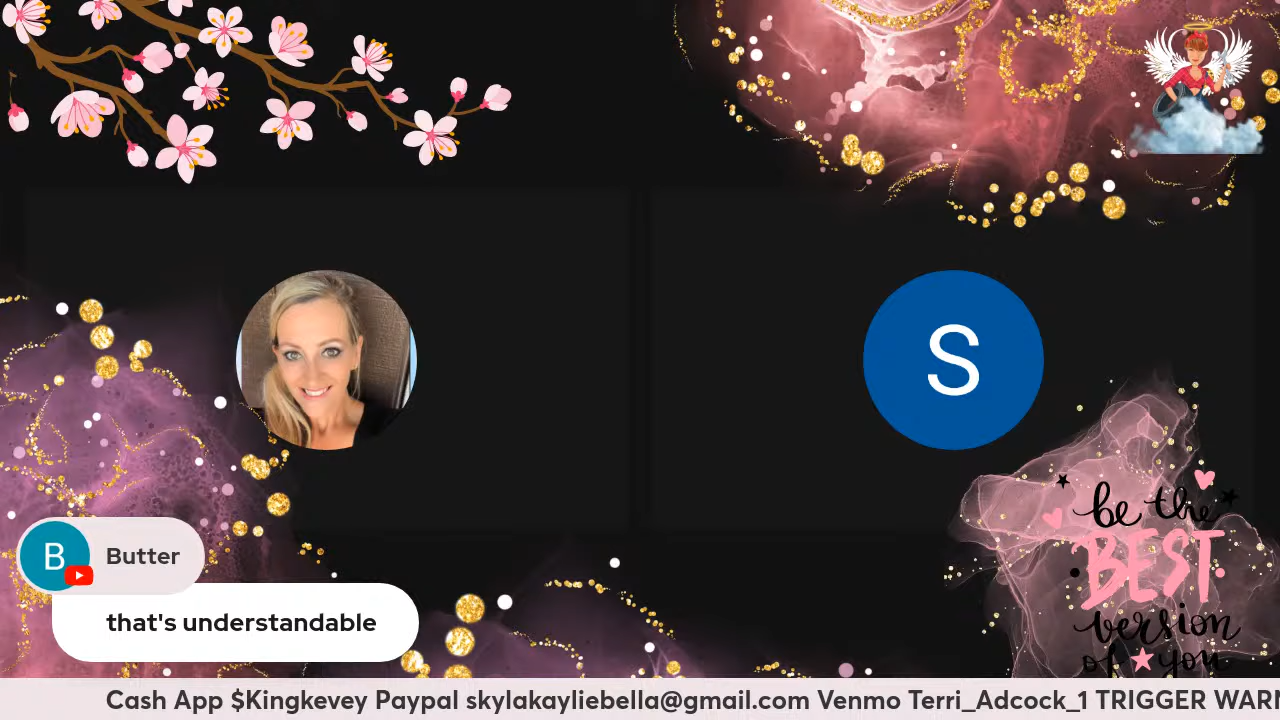 S
be the
BEST
version
of you
B Butter
that's understandable
Cash App $Kingkevey Paypal skylakayliebella@gmail.com Venmo Terri_Adcock_1 TRIGGER WARI